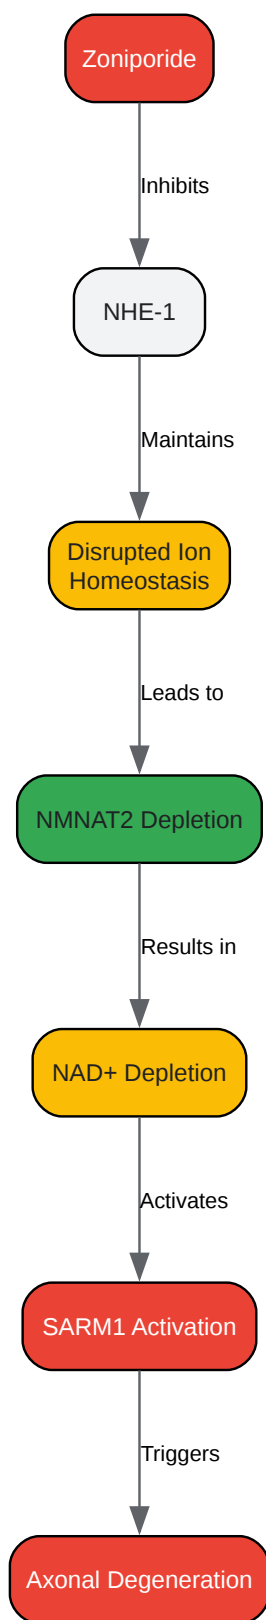 Zoniporide
Inhibits
NHE-1
Maintains
Disrupted Ion
Homeostasis
Leads to
NMNAT2 Depletion
Results in
NAD+ Depletion
Activates
SARM1 Activation
Triggers
Axonal Degeneration